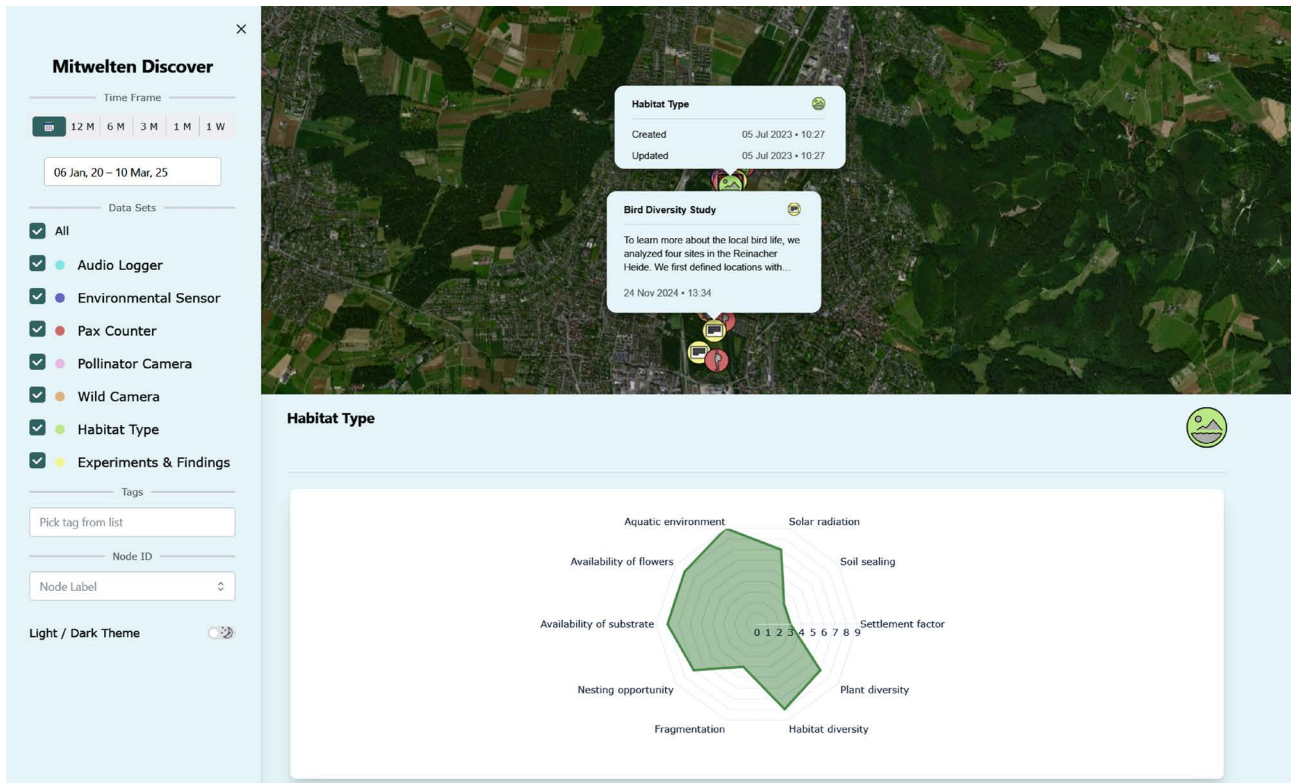 Mitwelten Discover
Time Frame
12 M 6 M 3 M 1 M 1 W
06 Jan, 20 – 10 Mar, 25
Data Sets
All
Audio Logger
Environmental Sensor
Pax Counter
Pollinator Camera
Wild Camera
Habitat Type
Experiments & Findings
Tags
Pick tag from list
Node ID
Node Label
Light / Dark Theme
Habitat Type
Created 05 Jul 2023 • 10:27
Updated 05 Jul 2023 • 10:27
Bird Diversity Study
To learn more about the local bird life, we
analyzed four sites in the Reinacher
Heide. We first defined locations with...
24 Nov 2024 • 13:34
Habitat Type
Aquatic environment Solar radiation
Availability of flowers Soil sealing
Availability of substrate Settlement factor
0 1 2 3 4 5 6 7 8 9
Nesting opportunity Plant diversity
Fragmentation Habitat diversity